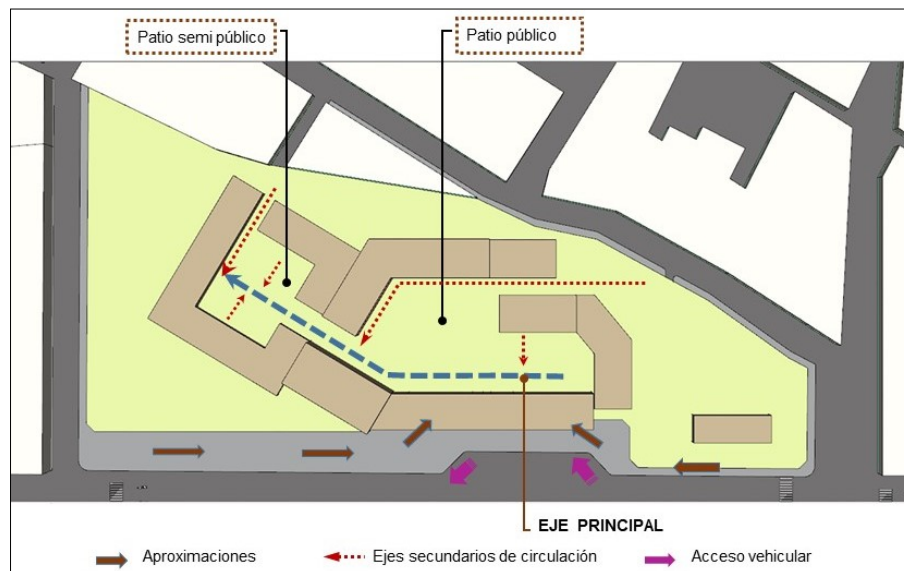 Patio semi público
Patio público
EJE PRINCIPAL
Aproximaciones
Ejes secundarios de circulación
Acceso vehicular